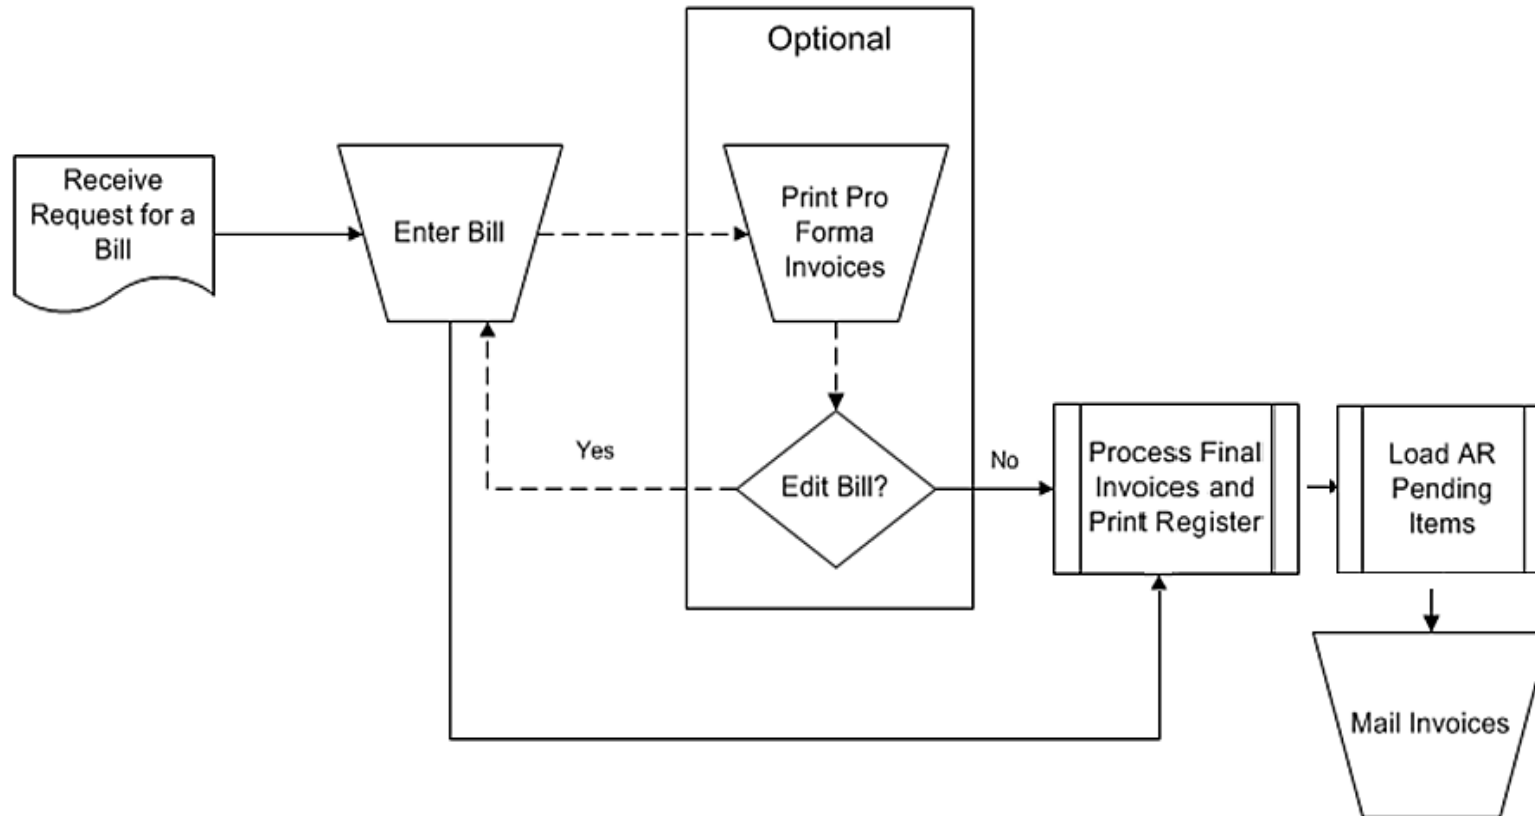 Optional
Receive
Request for a
Bill
Enter Bill
Print Pro
Forma
Invoices
Yes
Edit Bill?
No
Process Final
Invoices and
Print Register
Load AR
Pending
Items
Mail Invoices